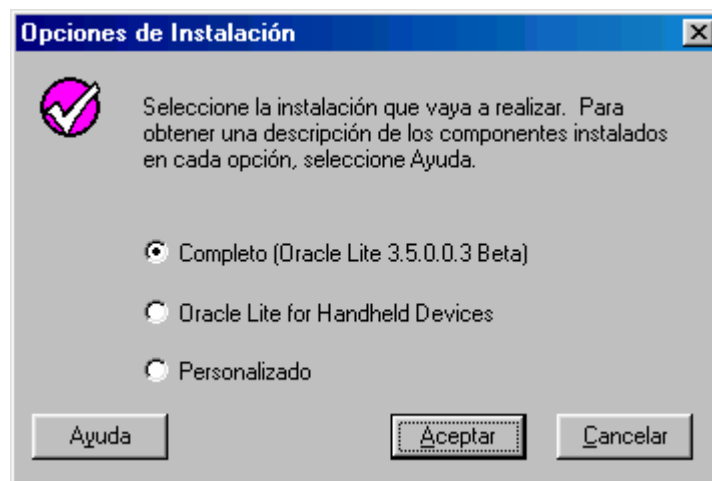 Opciones de Instalación
Seleccione la instalación que vaya a realizar. Para
obtener una descripción de los componentes instalados
en cada opción, seleccione Ayuda.
Completo (Oracle Lite 3.5.0.0.3 Beta)
Oracle Lite for Handheld Devices
Personalizado
Ayuda
Aceptar
Cancelar